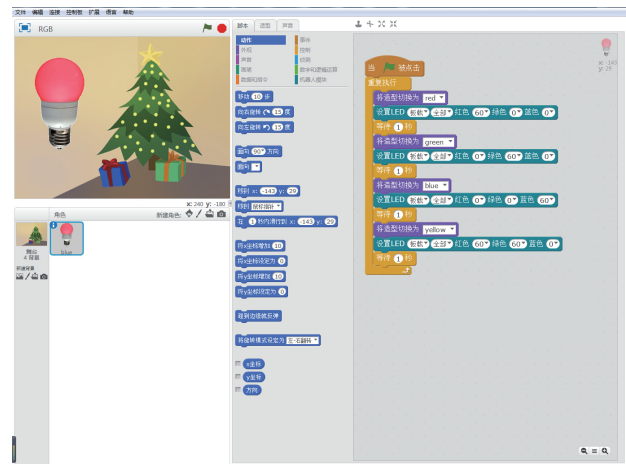 文件 编辑 连接 控制板 扩展 语言 帮助
RGB
x: 240 y: -180
角色
新建角色:
舞台
4 背景
新建背景
blue
脚本 造型 声音
动作 事件
外观 控制
声音 侦测
画笔 数字和逻辑运算
数据和指令 机器人模块
移动 10 步
向右旋转 15 度
向左旋转 15 度
面向 90 方向
面向
移到 x: -143 y: 29
移到 鼠标指针
在 1 秒内滑行到 x: -143 y: 29
将x坐标增加 10
将x坐标设定为 0
将y坐标增加 10
将y坐标设定为 0
碰到边缘就反弹
将旋转模式设定为 左-右翻转
x坐标
y坐标
方向
x: -143
y: 29
当 被点击
重复执行
将造型切换为 red
设置LED 板载 全部 红色 60 绿色 0 蓝色 0
等待 1 秒
将造型切换为 green
设置LED 板载 全部 红色 0 绿色 60 蓝色 0
等待 1 秒
将造型切换为 blue
设置LED 板载 全部 红色 0 绿色 0 蓝色 60
等待 1 秒
将造型切换为 yellow
设置LED 板载 全部 红色 60 绿色 60 蓝色 0
等待 1 秒